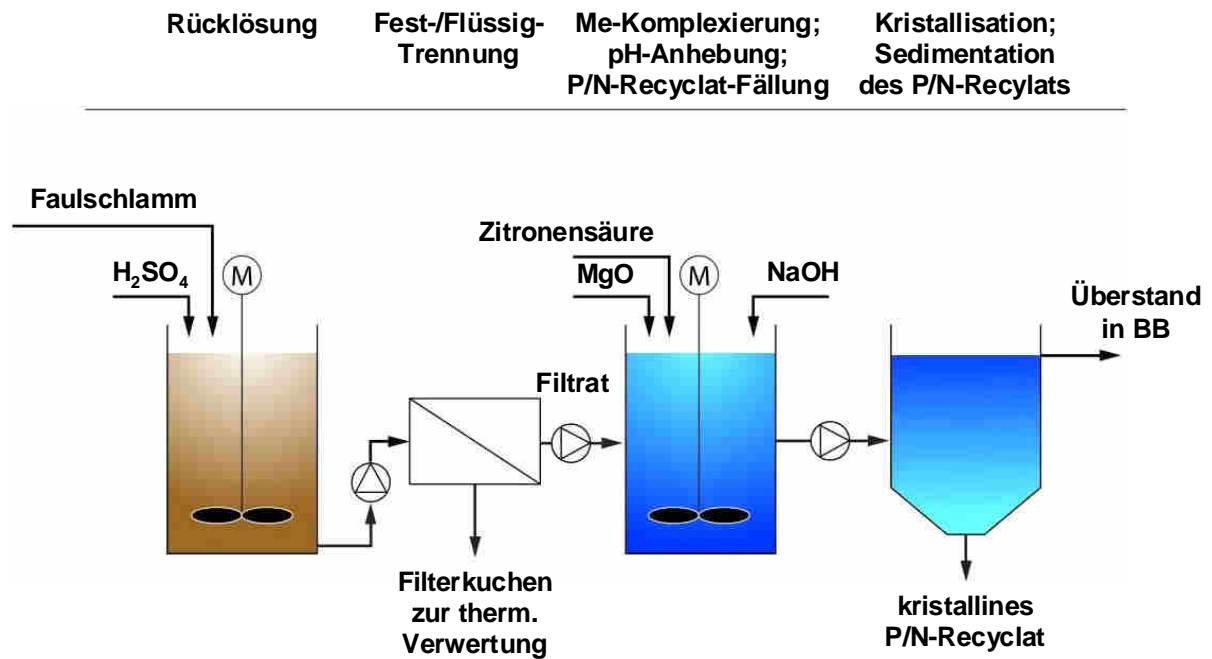 Rücklösung
Fest-/Flüssig-
Trennung
Me-Komplexierung;
pH-Anhebung;
P/N-Recyclat-Fällung
Kristallisation;
Sedimentation
des P/N-Recylats
Faulschlamm
H₂SO₄
M
Zitronensäure
MgO
M
NaOH
Überstand
in BB
Filtrat
Filterkuchen
zur therm.
Verwertung
kristallines
P/N-Recyclat